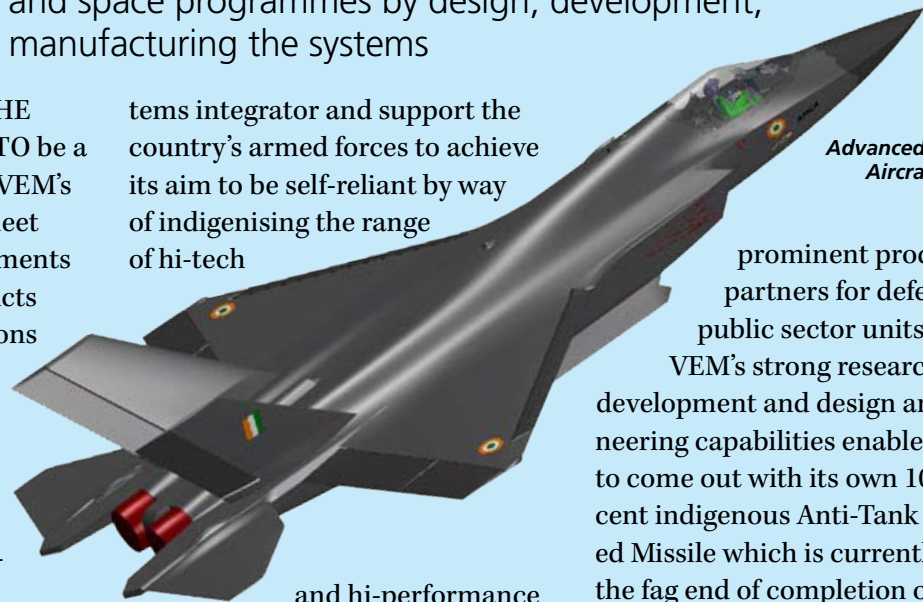 and space programmes by design, development,
manufacturing the systems
HE
TO be a
VEM's
eet
ments
cts
ons
tems integrator and support the
country's armed forces to achieve
its aim to be self-reliant by way
of indigenising the range
of hi-tech
and hi-performance
Advanced
Aircra
prominent proc
partners for defe
public sector units
VEM's strong researc
development and design an
neering capabilities enable
to come out with its own 10
cent indigenous Anti-Tank
ed Missile which is currentl
the fag end of completion o